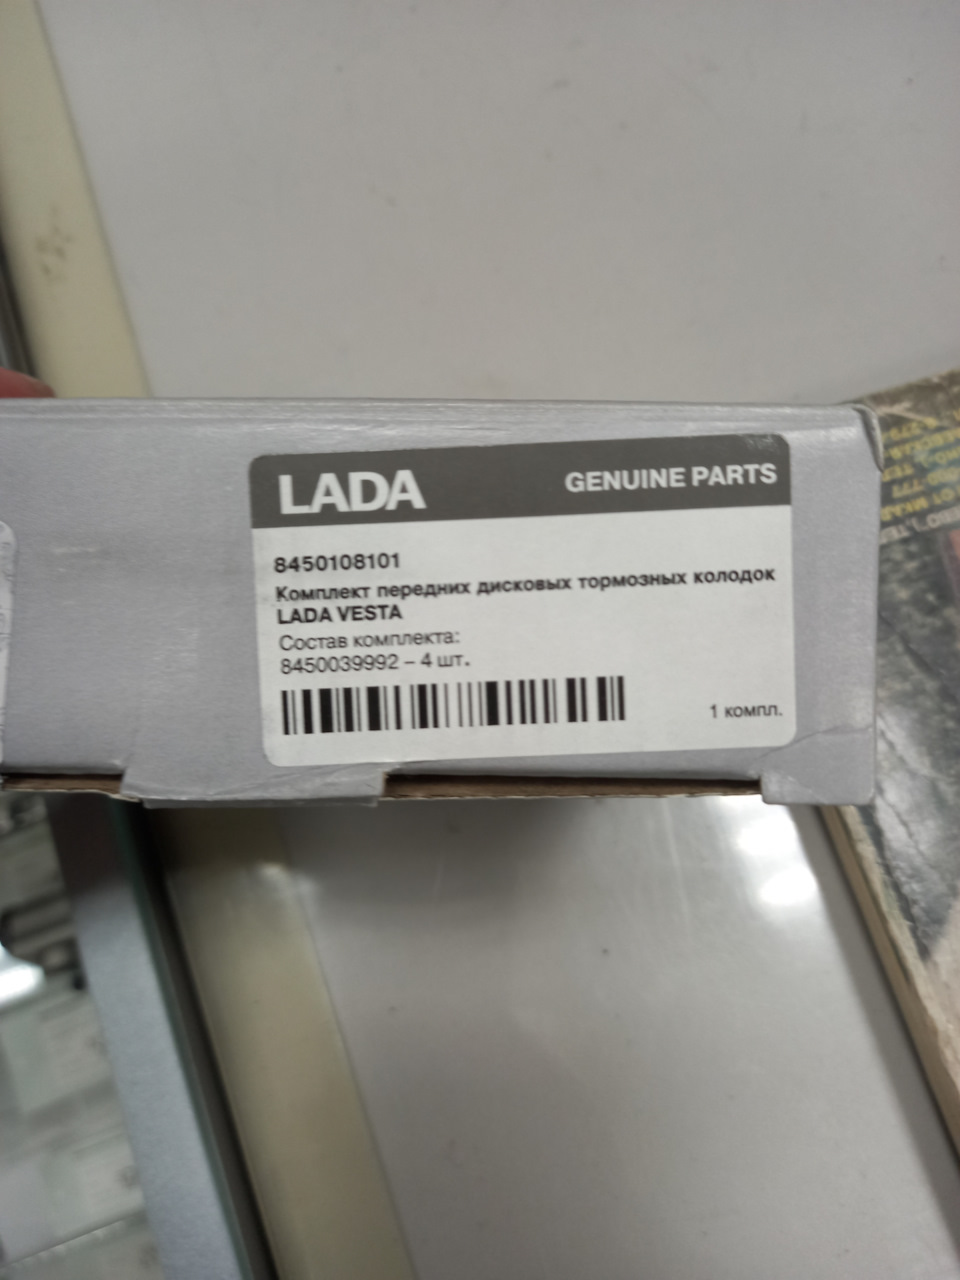 LADA
GENUINE PARTS
8450108101
Комплект передних дисковых тормозных колодок
LADA VESTA
Состав комплекта:
8450039992 – 4 шт.
1 компл.